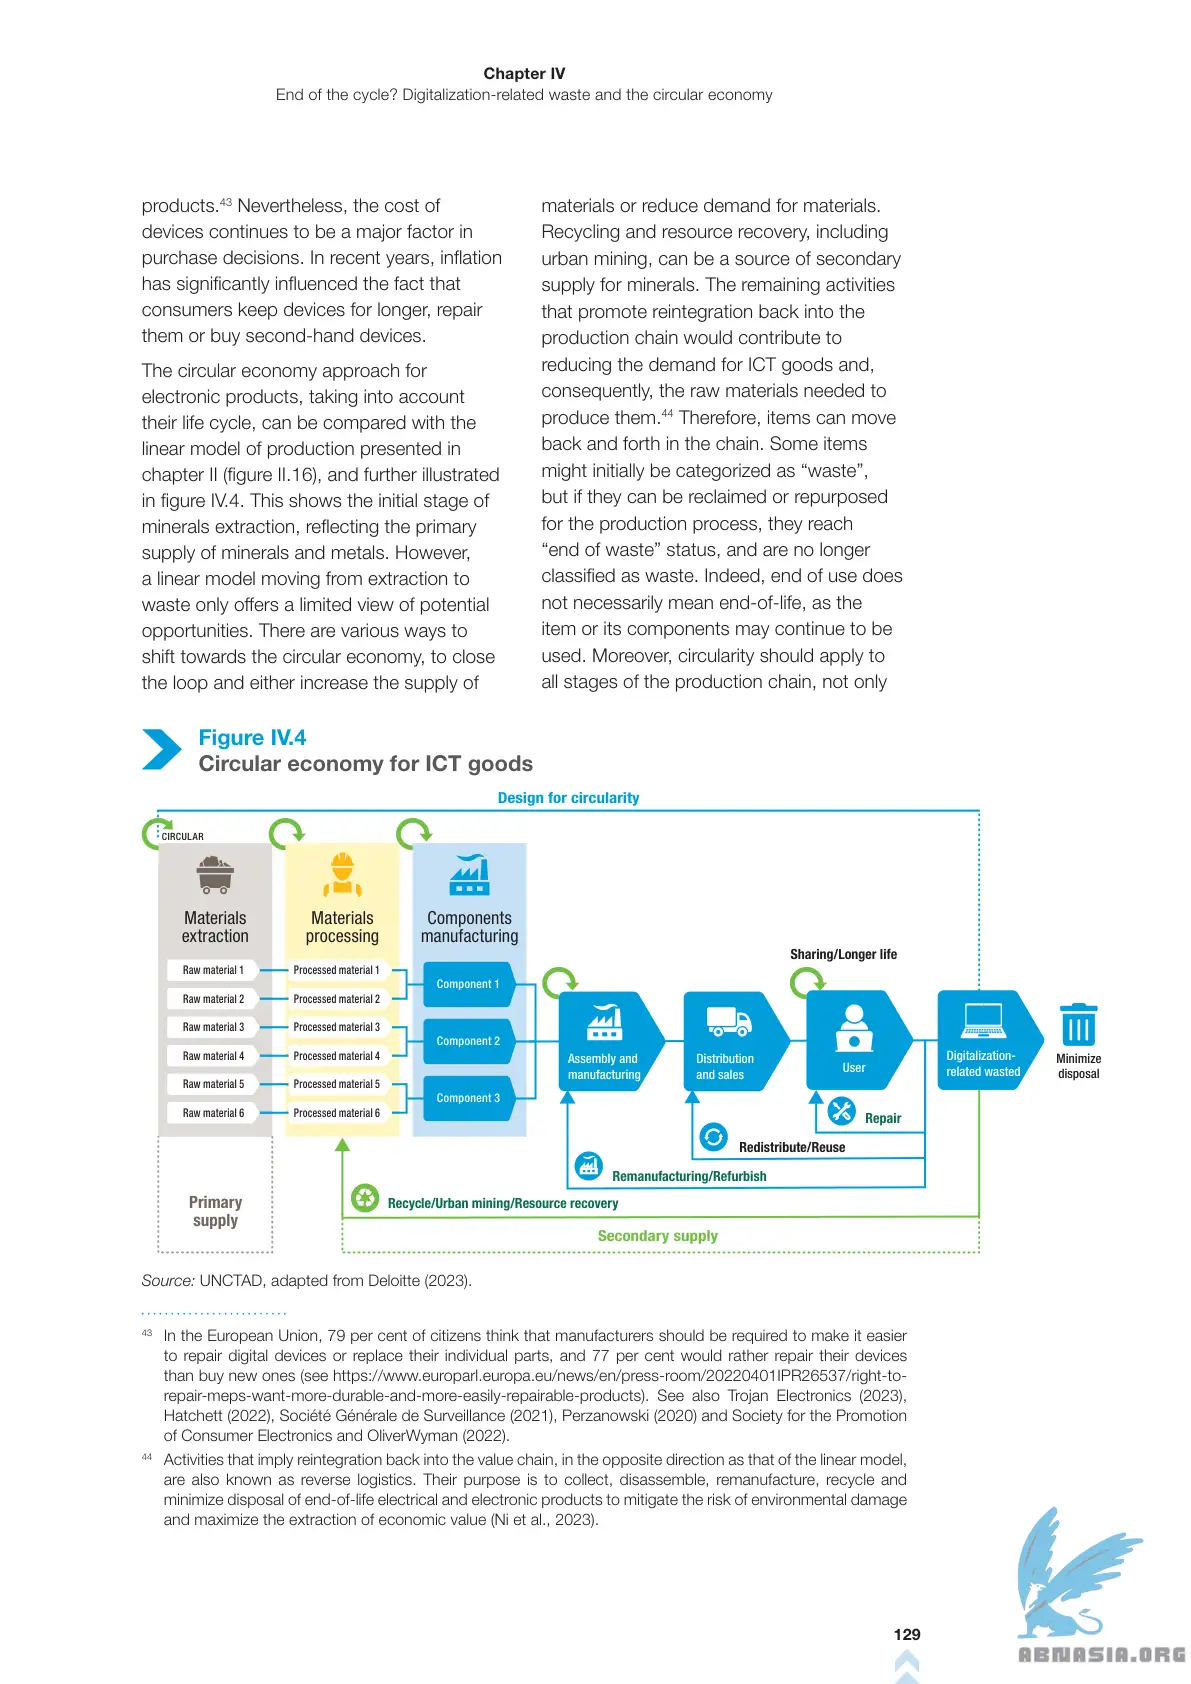 Chapter IV
End of the cycle? Digitalization-related waste and the circular economy
products.43 Nevertheless, the cost of
devices continues to be a major factor in
purchase decisions. In recent years, inflation
has significantly influenced the fact that
consumers keep devices for longer, repair
them or buy second-hand devices.
The circular economy approach for
electronic products, taking into account
their life cycle, can be compared with the
linear model of production presented in
chapter II (figure II.16), and further illustrated
in figure IV.4. This shows the initial stage of
minerals extraction, reflecting the primary
supply of minerals and metals. However,
a linear model moving from extraction to
waste only offers a limited view of potential
opportunities. There are various ways to
shift towards the circular economy, to close
the loop and either increase the supply of
materials or reduce demand for materials.
Recycling and resource recovery, including
urban mining, can be a source of secondary
supply for minerals. The remaining activities
that promote reintegration back into the
production chain would contribute to
reducing the demand for ICT goods and,
consequently, the raw materials needed to
produce them.44 Therefore, items can move
back and forth in the chain. Some items
might initially be categorized as “waste”,
but if they can be reclaimed or repurposed
for the production process, they reach
“end of waste” status, and are no longer
classified as waste. Indeed, end of use does
not necessarily mean end-of-life, as the
item or its components may continue to be
used. Moreover, circularity should apply to
all stages of the production chain, not only
Figure IV.4
Circular economy for ICT goods
Design for circularity
CIRCULAR
Materials
extraction
Materials
processing
Components
manufacturing
Raw material 1
Raw material 2
Raw material 3
Raw material 4
Raw material 5
Raw material 6
Processed material 1
Processed material 2
Processed material 3
Processed material 4
Processed material 5
Processed material 6
Component 1
Component 2
Component 3
Assembly and
manufacturing
Distribution
and sales
Sharing/Longer life
User
Digitalization-
related wasted
Minimize
disposal
Repair
Redistribute/Reuse
Remanufacturing/Refurbish
Recycle/Urban mining/Resource recovery
Primary
supply
Secondary supply
Source: UNCTAD, adapted from Deloitte (2023).
43 In the European Union, 79 per cent of citizens think that manufacturers should be required to make it easier
to repair digital devices or replace their individual parts, and 77 per cent would rather repair their devices
than buy new ones (see https://www.europarl.europa.eu/news/en/press-room/20220401IPR26537/right-to-
repair-meps-want-more-durable-and-more-easily-repairable-products). See also Trojan Electronics (2023),
Hatchett (2022), Société Générale de Surveillance (2021), Perzanowski (2020) and Society for the Promotion
of Consumer Electronics and OliverWyman (2022).
44 Activities that imply reintegration back into the value chain, in the opposite direction as that of the linear model,
are also known as reverse logistics. Their purpose is to collect, disassemble, remanufacture, recycle and
minimize disposal of end-of-life electrical and electronic products to mitigate the risk of environmental damage
and maximize the extraction of economic value (Ni et al., 2023).
129
ABNASIA.ORG